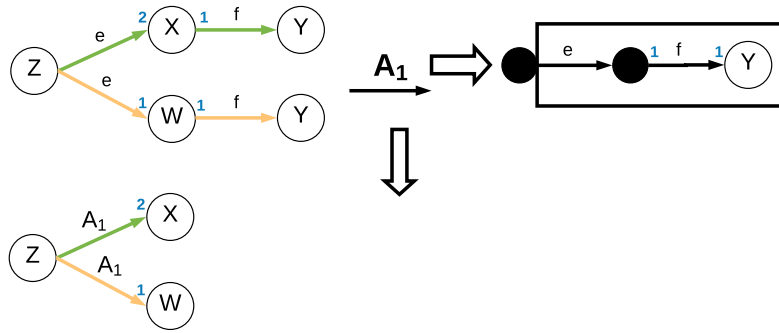 Z e 2 X 1 f Y
e 1 W 1 f Y
A₁
e 1 f 1 Y
Z A₁ 2 X
A₁ 1 W